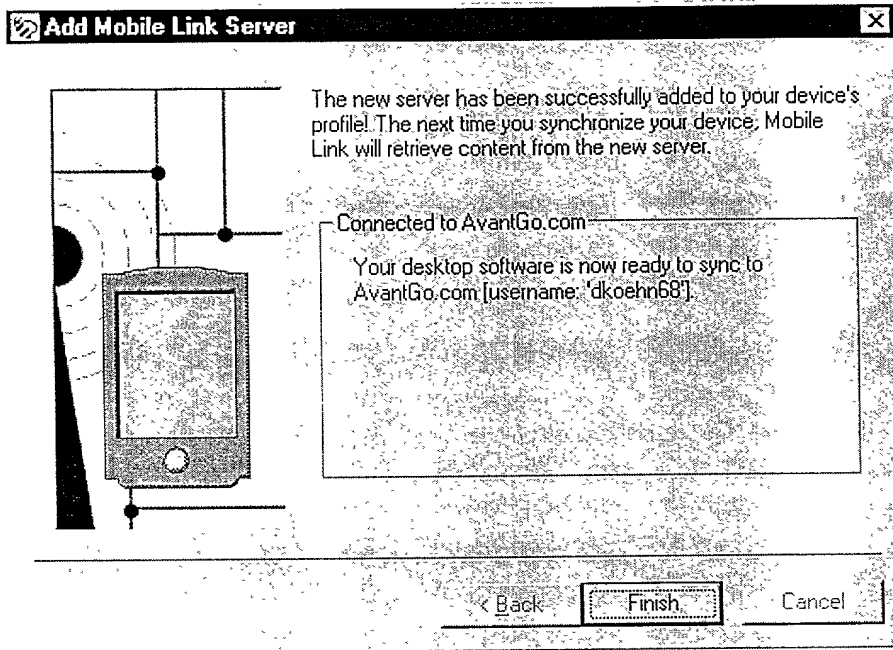 Add Mobile Link Server
The new server has been successfully added to your device's
profile! The next time you synchronize your device, Mobile
Link will retrieve content from the new server.
Connected to AvantGo.com
Your desktop software is now ready to sync to
AvantGo.com [username: 'dkoehn68'].
< Back
Finish
Cancel